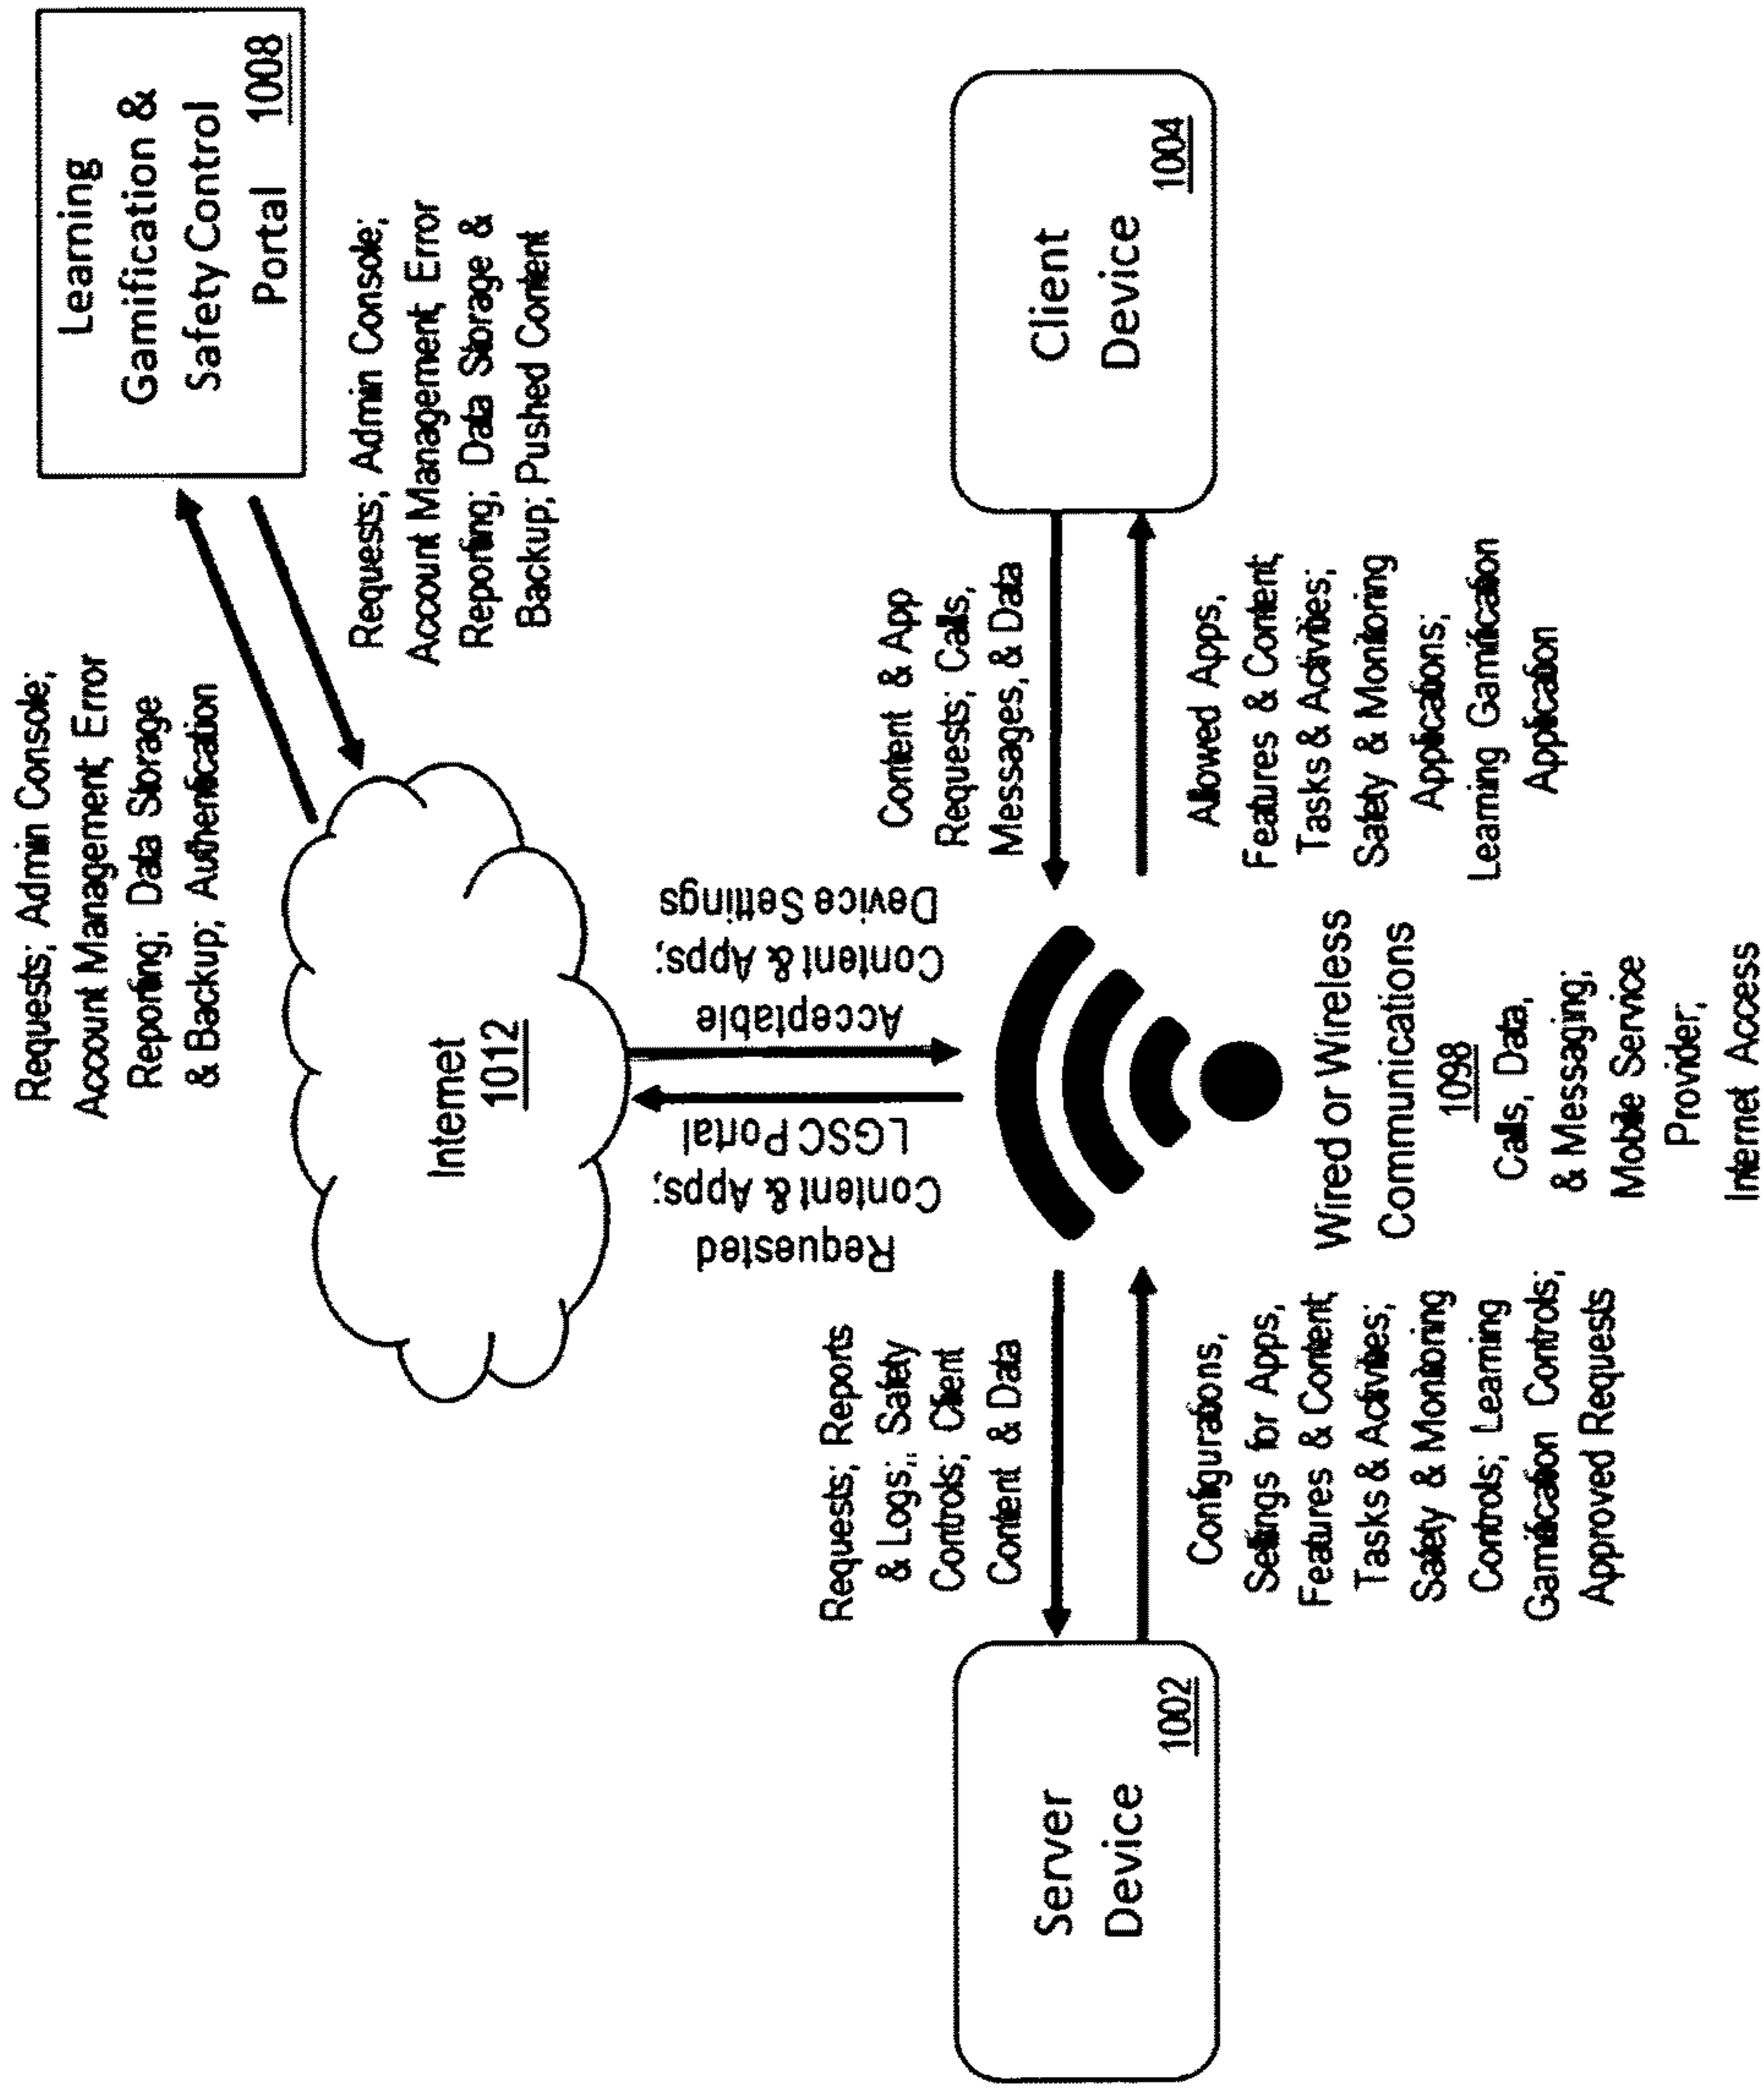 Requests; Admin Console;
Account Management, Error
Reporting; Data Storage
& Backup; Authentication
Learning
Gamification &
Safety Control
Portal 1008
Requests; Admin Console;
Account Management, Error
Reporting; Data Storage &
Backup; Pushed Content
Internet
1012
Requested
Content & Apps;
LGSC Portal
Acceptable
Content & Apps;
Device Settings
Requests; Reports
& Logs;; Safety
Controls; Client
Content & Data
Content & App
Requests; Calls,
Messages, & Data
Server
Device
1002
Client
Device
1004
Configurations,
Settings for Apps,
Features & Content;
Tasks & Activities;
Safety & Monitoring
Controls; Learning
Gamification Controls;
Approved Requests
Wired or Wireless
Communications
1098
Calls, Data,
& Messaging;
Mobile Service
Provider;
Internet Access
Allowed Apps,
Features & Content;
Tasks & Activities;
Safety & Monitoring
Applications;
Learning Gamification
Application